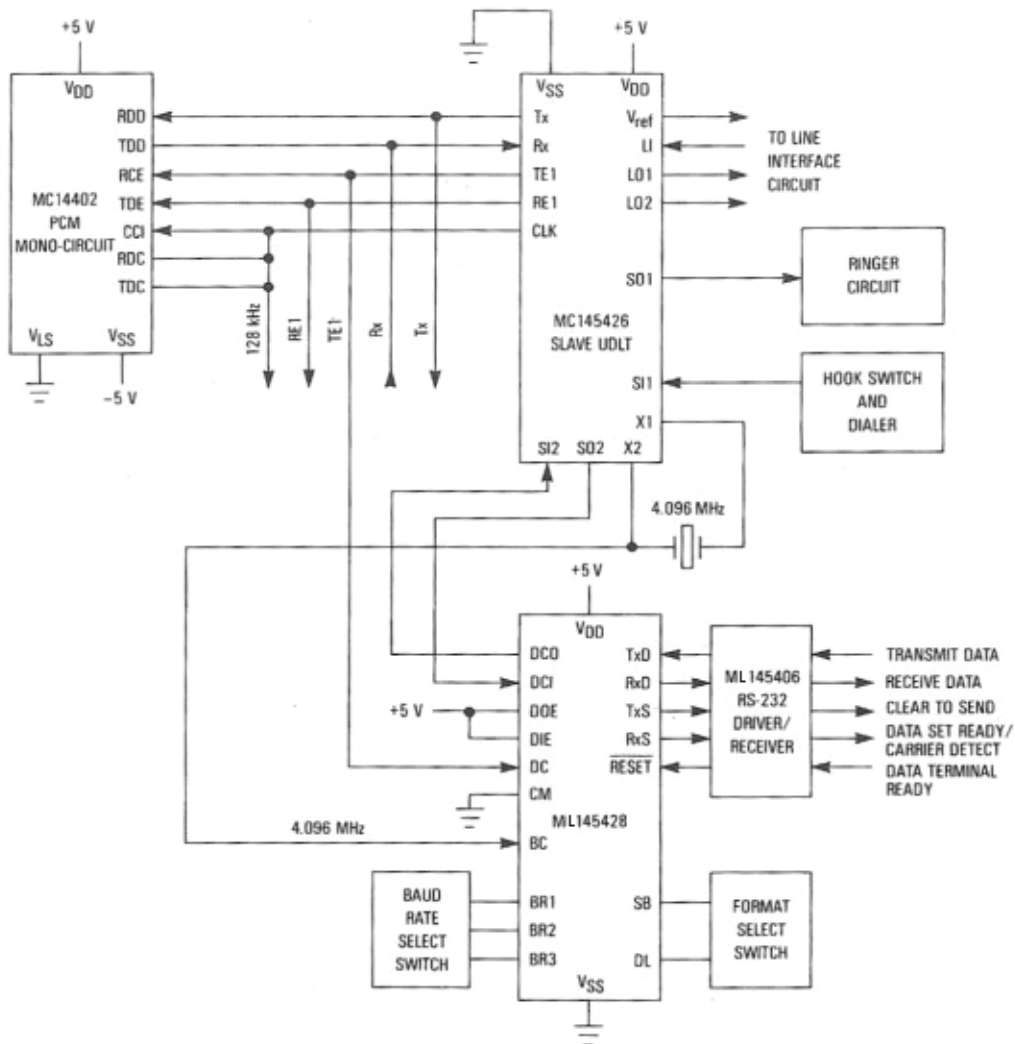 +5 V
+5 V
VDD
VSS
VDD
RDD
Tx
Vref
TDD
Rx
LI
TO LINE
INTERFACE
CIRCUIT
RCE
TE1
LO1
MC14402
PCM
MONO-CIRCUIT
TDE
RE1
LO2
CCI
CLK
RDC
TDC
SO1
RINGER
CIRCUIT
VLS
VSS
-5 V
128 kHz
RE1
TE1
Rx
Tx
MC145426
SLAVE UDLT
SI1
HOOK SWITCH
AND
DIALER
X1
SI2
SO2
X2
4.096 MHz
+5 V
VDD
DCO
TxD
ML145406
RS-232
DRIVER/
RECEIVER
TRANSMIT DATA
DCI
RxD
RECEIVE DATA
+5 V
DOE
TxS
CLEAR TO SEND
DIE
RxS
DATA SET READY/
CARRIER DETECT
DC
RESET
DATA TERMINAL
READY
CM
ML145428
4.096 MHz
BC
BAUD
RATE
SELECT
SWITCH
BR1
BR2
BR3
SB
DL
FORMAT
SELECT
SWITCH
VSS